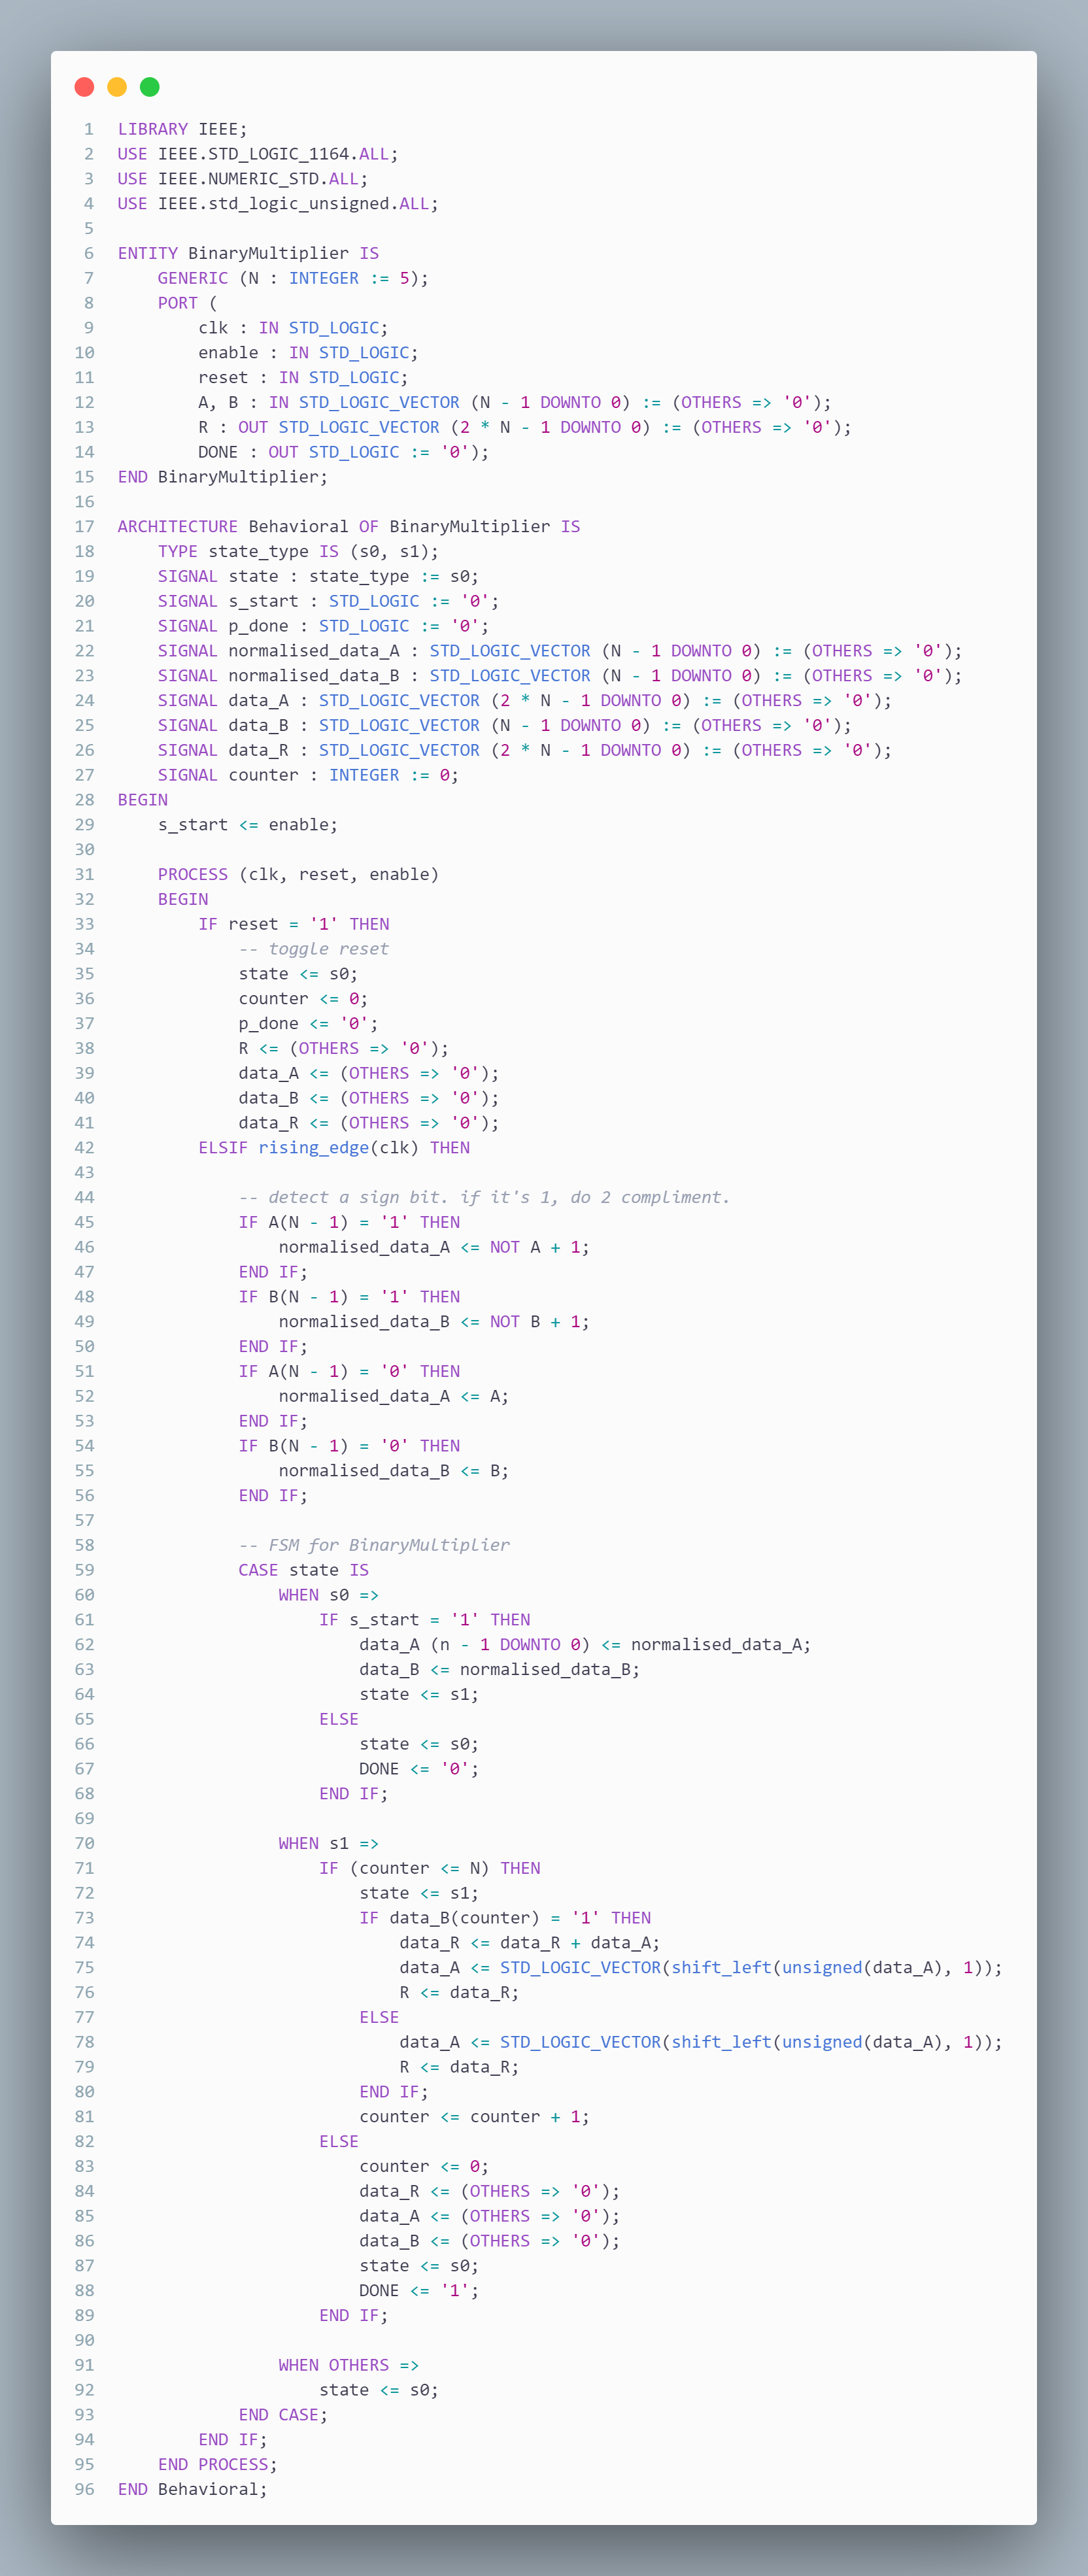 1 LIBRARY IEEE;
2 USE IEEE.STD_LOGIC_1164.ALL;
3 USE IEEE.NUMERIC_STD.ALL;
4 USE IEEE.std_logic_unsigned.ALL;
5
6 ENTITY BinaryMultiplier IS
7     GENERIC (N : INTEGER := 5);
8     PORT (
9         clk : IN STD_LOGIC;
10         enable : IN STD_LOGIC;
11         reset : IN STD_LOGIC;
12         A, B : IN STD_LOGIC_VECTOR (N - 1 DOWNTO 0) := (OTHERS => '0');
13         R : OUT STD_LOGIC_VECTOR (2 * N - 1 DOWNTO 0) := (OTHERS => '0');
14         DONE : OUT STD_LOGIC := '0');
15 END BinaryMultiplier;
16
17 ARCHITECTURE Behavioral OF BinaryMultiplier IS
18     TYPE state_type IS (s0, s1);
19     SIGNAL state : state_type := s0;
20     SIGNAL s_start : STD_LOGIC := '0';
21     SIGNAL p_done : STD_LOGIC := '0';
22     SIGNAL normalised_data_A : STD_LOGIC_VECTOR (N - 1 DOWNTO 0) := (OTHERS => '0');
23     SIGNAL normalised_data_B : STD_LOGIC_VECTOR (N - 1 DOWNTO 0) := (OTHERS => '0');
24     SIGNAL data_A : STD_LOGIC_VECTOR (2 * N - 1 DOWNTO 0) := (OTHERS => '0');
25     SIGNAL data_B : STD_LOGIC_VECTOR (N - 1 DOWNTO 0) := (OTHERS => '0');
26     SIGNAL data_R : STD_LOGIC_VECTOR (2 * N - 1 DOWNTO 0) := (OTHERS => '0');
27     SIGNAL counter : INTEGER := 0;
28 BEGIN
29     s_start <= enable;
30
31     PROCESS (clk, reset, enable)
32     BEGIN
33         IF reset = '1' THEN
34             -- toggle reset
35             state <= s0;
36             counter <= 0;
37             p_done <= '0';
38             R <= (OTHERS => '0');
39             data_A <= (OTHERS => '0');
40             data_B <= (OTHERS => '0');
41             data_R <= (OTHERS => '0');
42         ELSIF rising_edge(clk) THEN
43
44             -- detect a sign bit. if it's 1, do 2 compliment.
45             IF A(N - 1) = '1' THEN
46                 normalised_data_A <= NOT A + 1;
47             END IF;
48             IF B(N - 1) = '1' THEN
49                 normalised_data_B <= NOT B + 1;
50             END IF;
51             IF A(N - 1) = '0' THEN
52                 normalised_data_A <= A;
53             END IF;
54             IF B(N - 1) = '0' THEN
55                 normalised_data_B <= B;
56             END IF;
57
58             -- FSM for BinaryMultiplier
59             CASE state IS
60                 WHEN s0 =>
61                     IF s_start = '1' THEN
62                         data_A (n - 1 DOWNTO 0) <= normalised_data_A;
63                         data_B <= normalised_data_B;
64                         state <= s1;
65                     ELSE
66                         state <= s0;
67                         DONE <= '0';
68                     END IF;
69
70                 WHEN s1 =>
71                     IF (counter <= N) THEN
72                         state <= s1;
73                         IF data_B(counter) = '1' THEN
74                             data_R <= data_R + data_A;
75                             data_A <= STD_LOGIC_VECTOR(shift_left(unsigned(data_A), 1));
76                             R <= data_R;
77                         ELSE
78                             data_A <= STD_LOGIC_VECTOR(shift_left(unsigned(data_A), 1));
79                             R <= data_R;
80                         END IF;
81                         counter <= counter + 1;
82                     ELSE
83                         counter <= 0;
84                         data_R <= (OTHERS => '0');
85                         data_A <= (OTHERS => '0');
86                         data_B <= (OTHERS => '0');
87                         state <= s0;
88                         DONE <= '1';
89                     END IF;
90
91                 WHEN OTHERS =>
92                     state <= s0;
93             END CASE;
94         END IF;
95     END PROCESS;
96 END Behavioral;